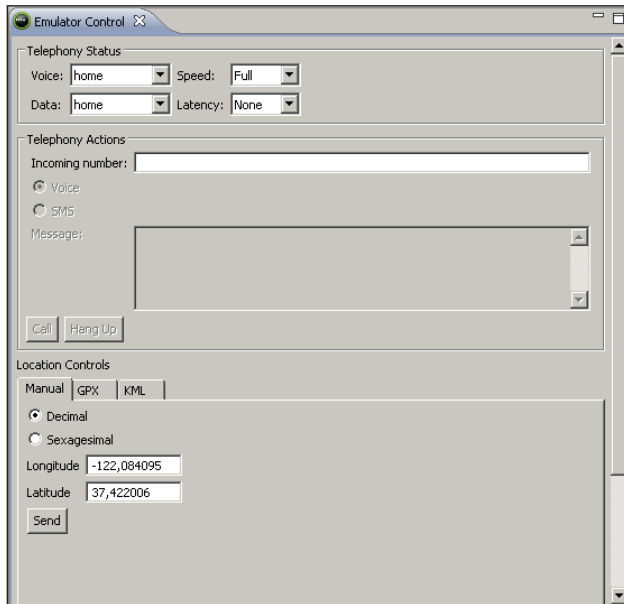 Emulator Control
Telephony Status
Voice: home Speed: Full
Data: home Latency: None
Telephony Actions
Incoming number:
Voice
SMS
Message:
Call Hang Up
Location Controls
Manual GPX KML
Decimal
Sexagesimal
Longitude -122,084095
Latitude 37,422006
Send